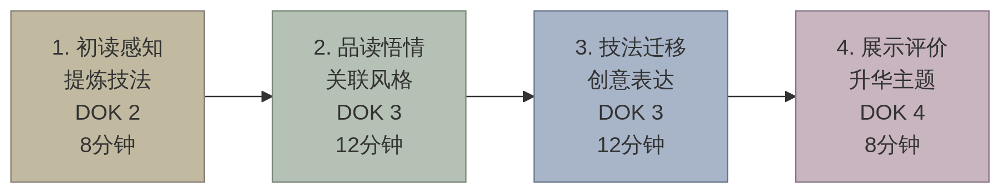 1. 初读感知
提炼技法
DOK 2
8分钟
2. 品读悟情
关联风格
DOK 3
12分钟
3. 技法迁移
创意表达
DOK 3
12分钟
4. 展示评价
升华主题
DOK 4
8分钟